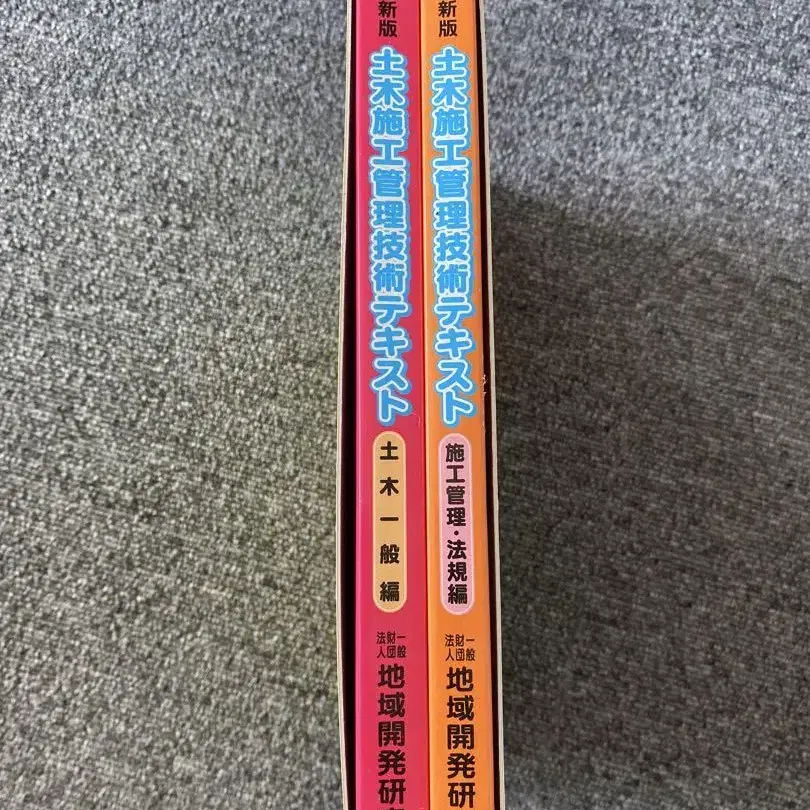 新版
土木施工管理技術テキスト
土木一般編
一般財団法人
地域開発研
新版
土木施工管理技術テキスト
施工管理・法規編
一般財団法人
地域開発研